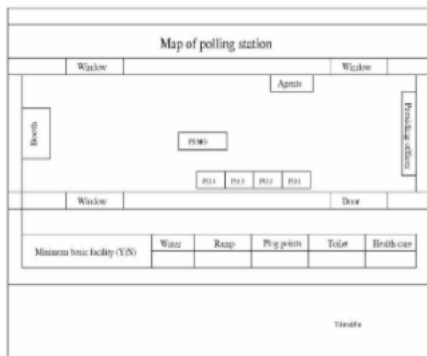 Map of polling station
Window Window
Agents
Booth
Presiding officer
PO4 PO3 PO2 PO1
Window Door
Minimum basic facility (Y/N) Water Ramp Plug points Toilet Health care